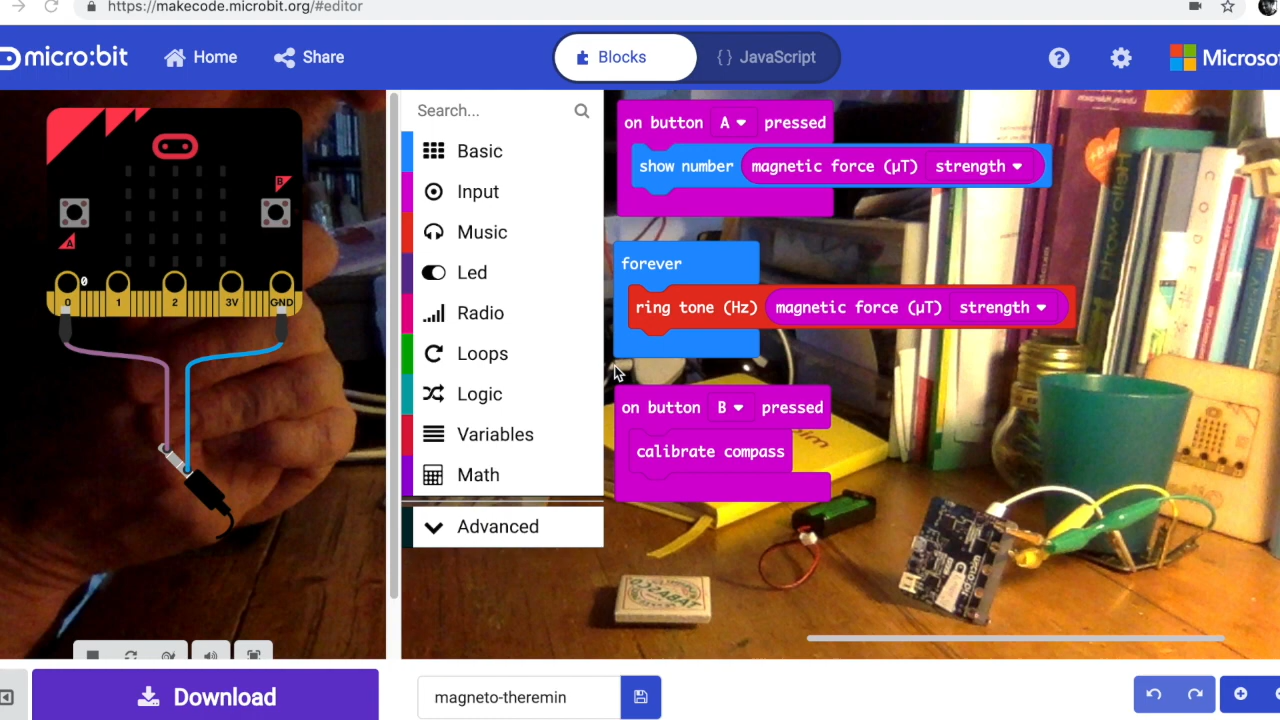 https://makecode.microbit.org/#editor
micro:bit
Home
Share
Blocks
{ } JavaScript
?
Microso
Search...
Basic
Input
Music
Led
Radio
Loops
Logic
Variables
Math
Advanced
B
A
0
0 1 2 3V GND
on button A pressed
show number magnetic force (µT) strength
forever
ring tone (Hz) magnetic force (µT) strength
on button B pressed
calibrate compass
Download
magneto-theremin